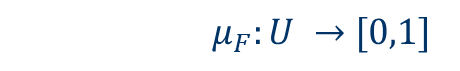 μ_F: U → [0,1]